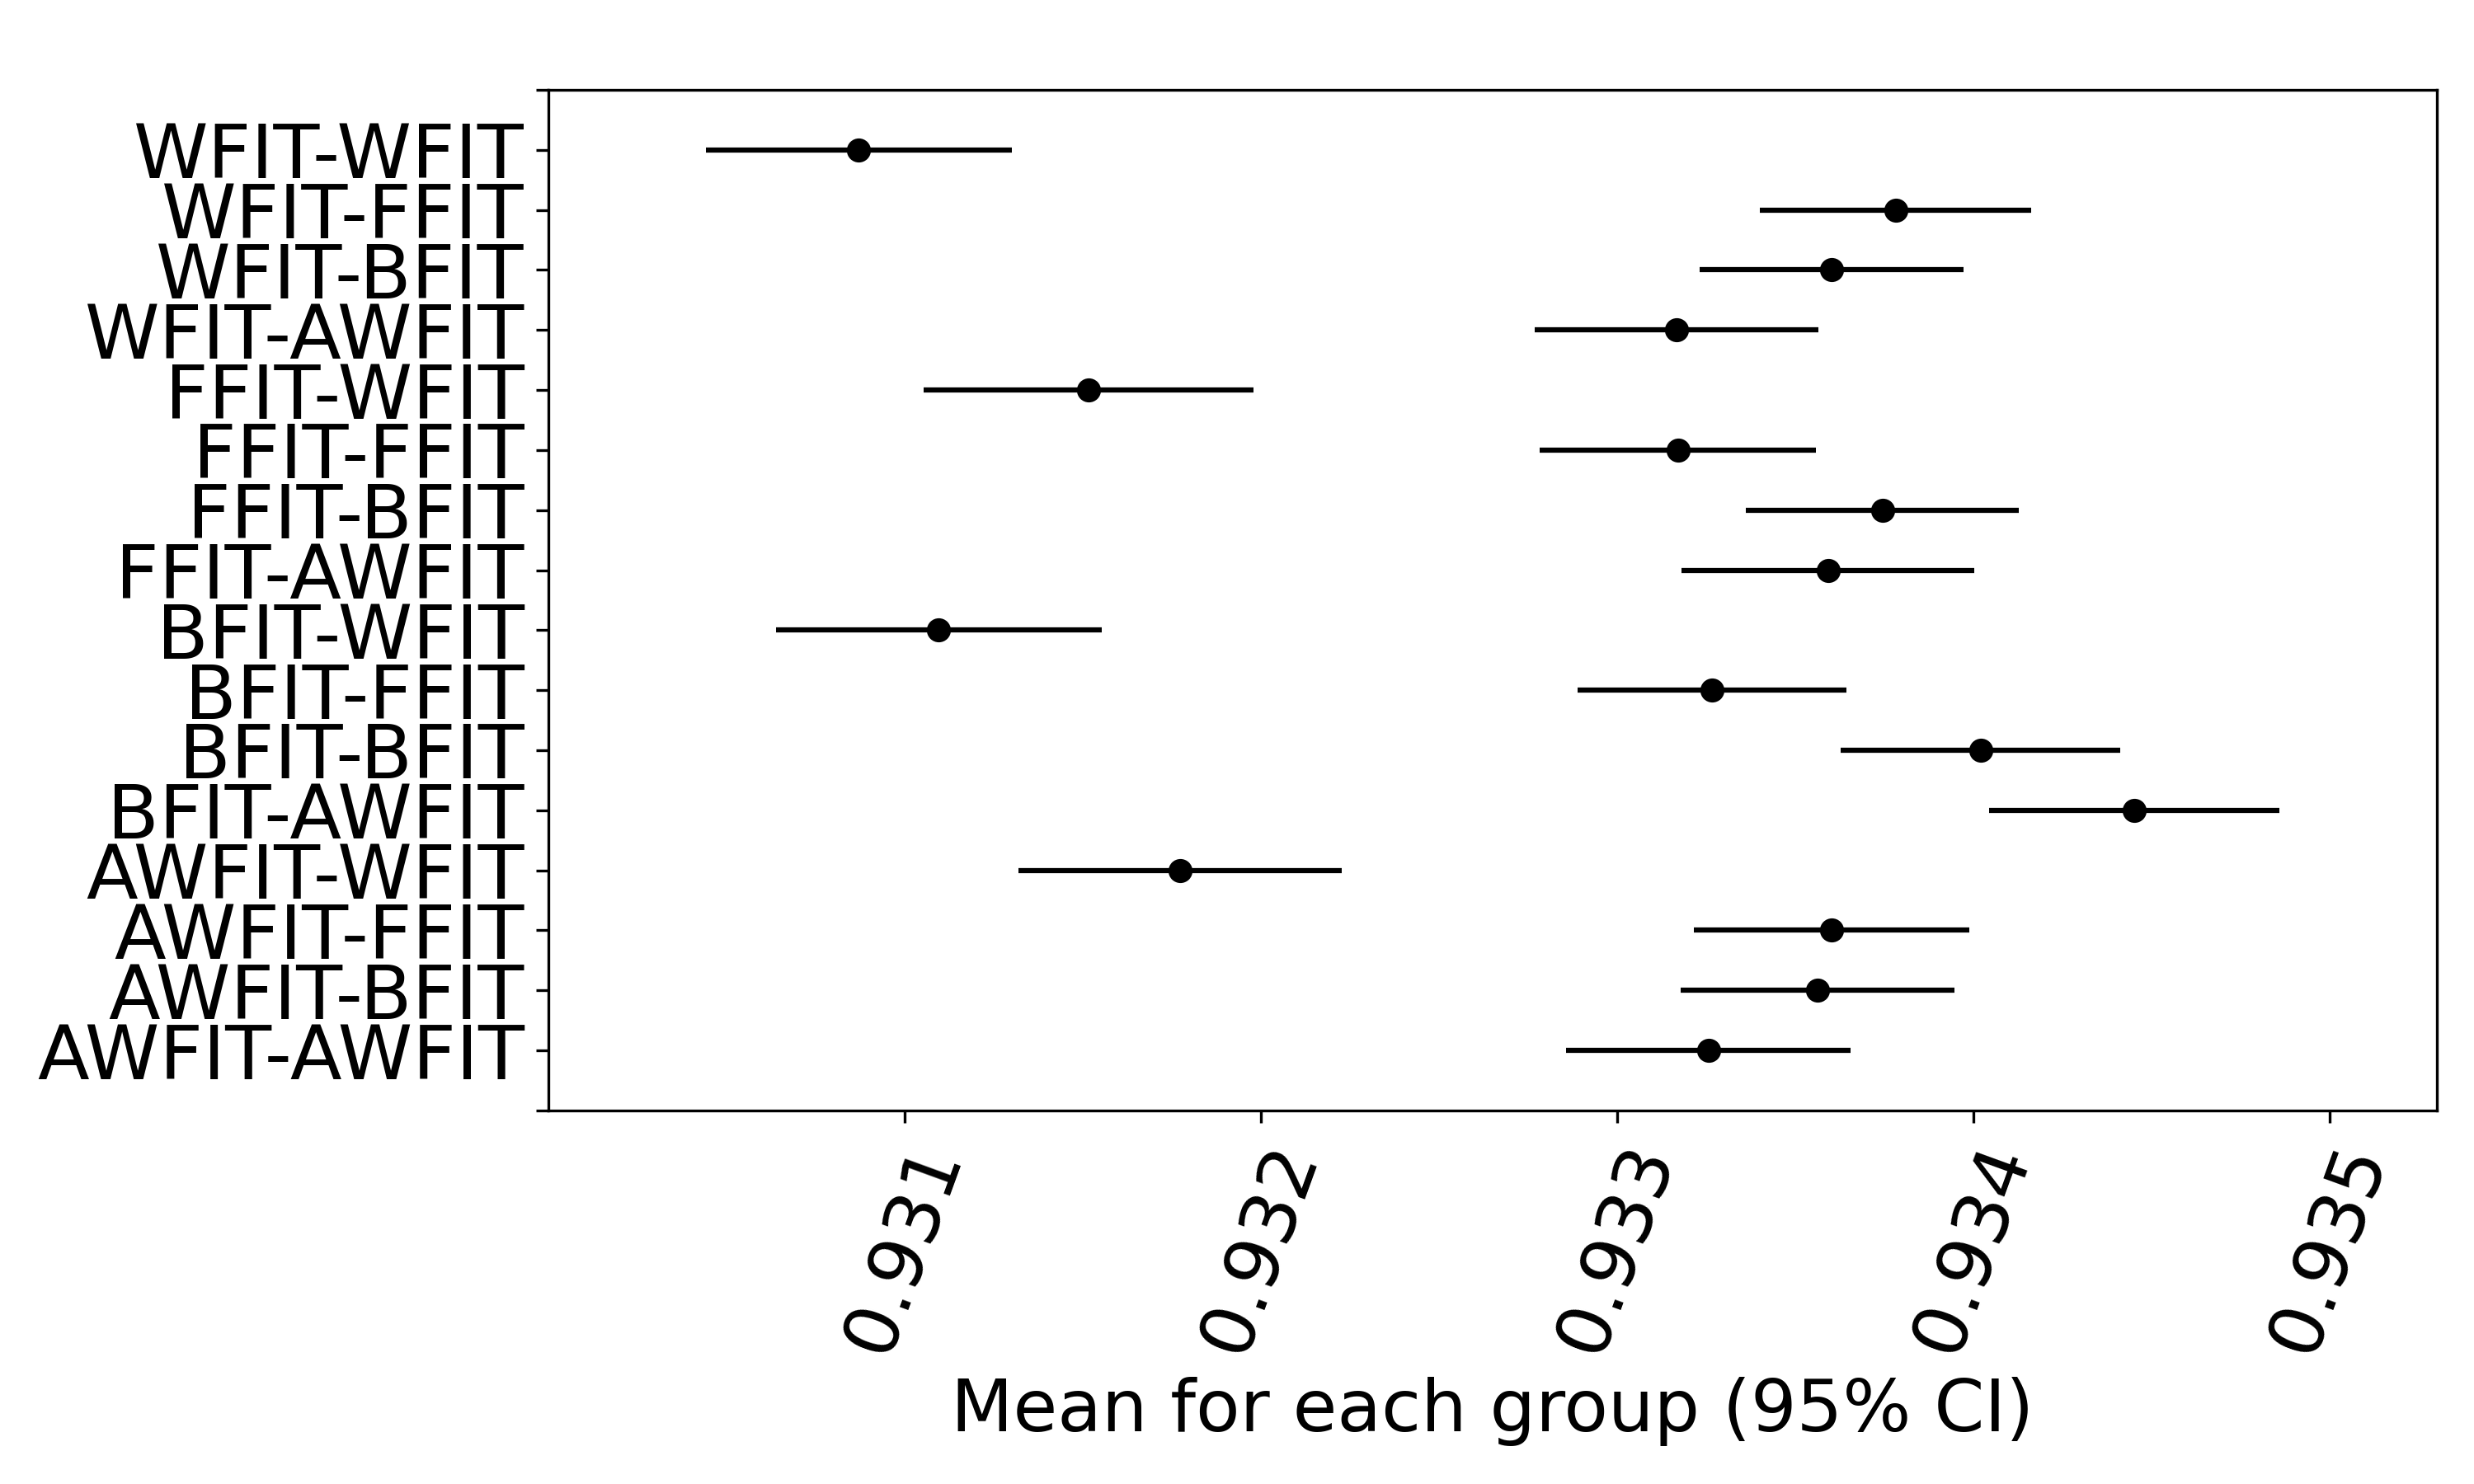 WFIT-WFIT
WFIT-FFIT
WFIT-BFIT
WFIT-AWFIT
FFIT-WFIT
FFIT-FFIT
FFIT-BFIT
FFIT-AWFIT
BFIT-WFIT
BFIT-FFIT
BFIT-BFIT
BFIT-AWFIT
AWFIT-WFIT
AWFIT-FFIT
AWFIT-BFIT
AWFIT-AWFIT
0.931 0.932 0.933 0.934 0.935
Mean for each group (95% CI)